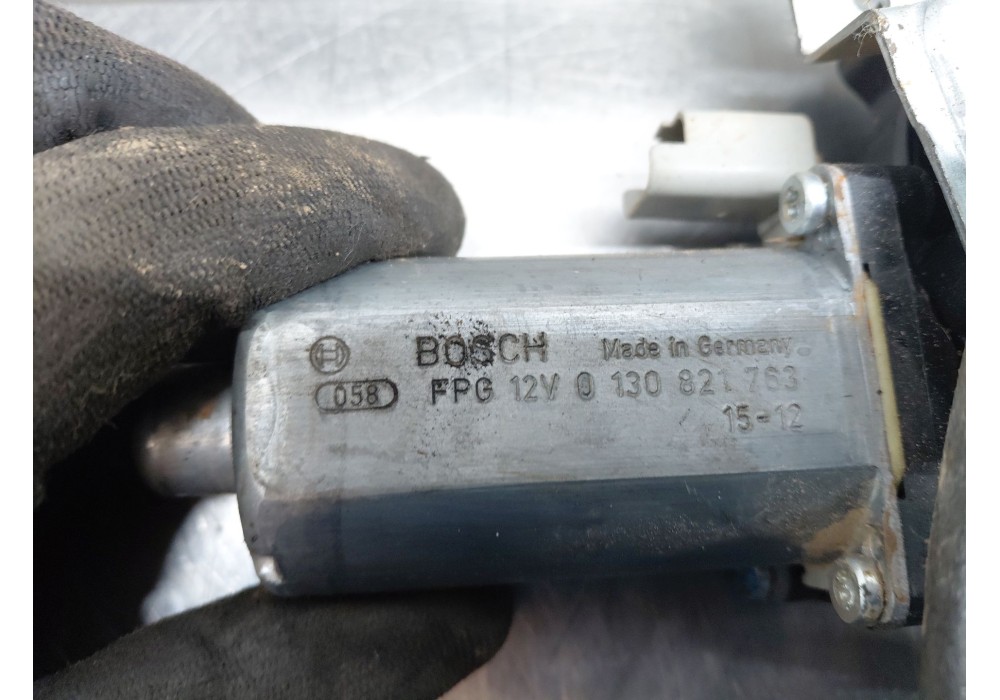 BOSCH Made in Germany
058 FPG 12V 0 130 821 763
15-12